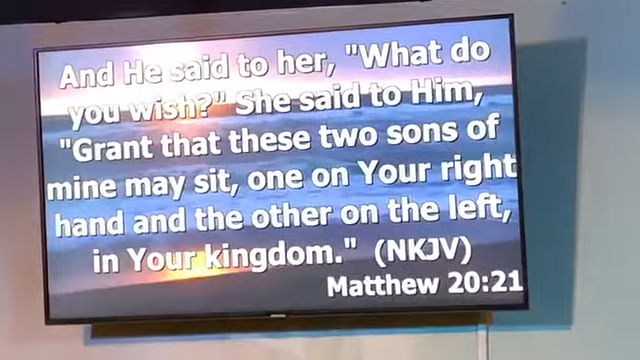 And He said to her, "What do
you wish?" She said to Him,
"Grant that these two sons of
mine may sit, one on Your right
hand and the other on the left,
in Your kingdom." (NKJV)
Matthew 20:21